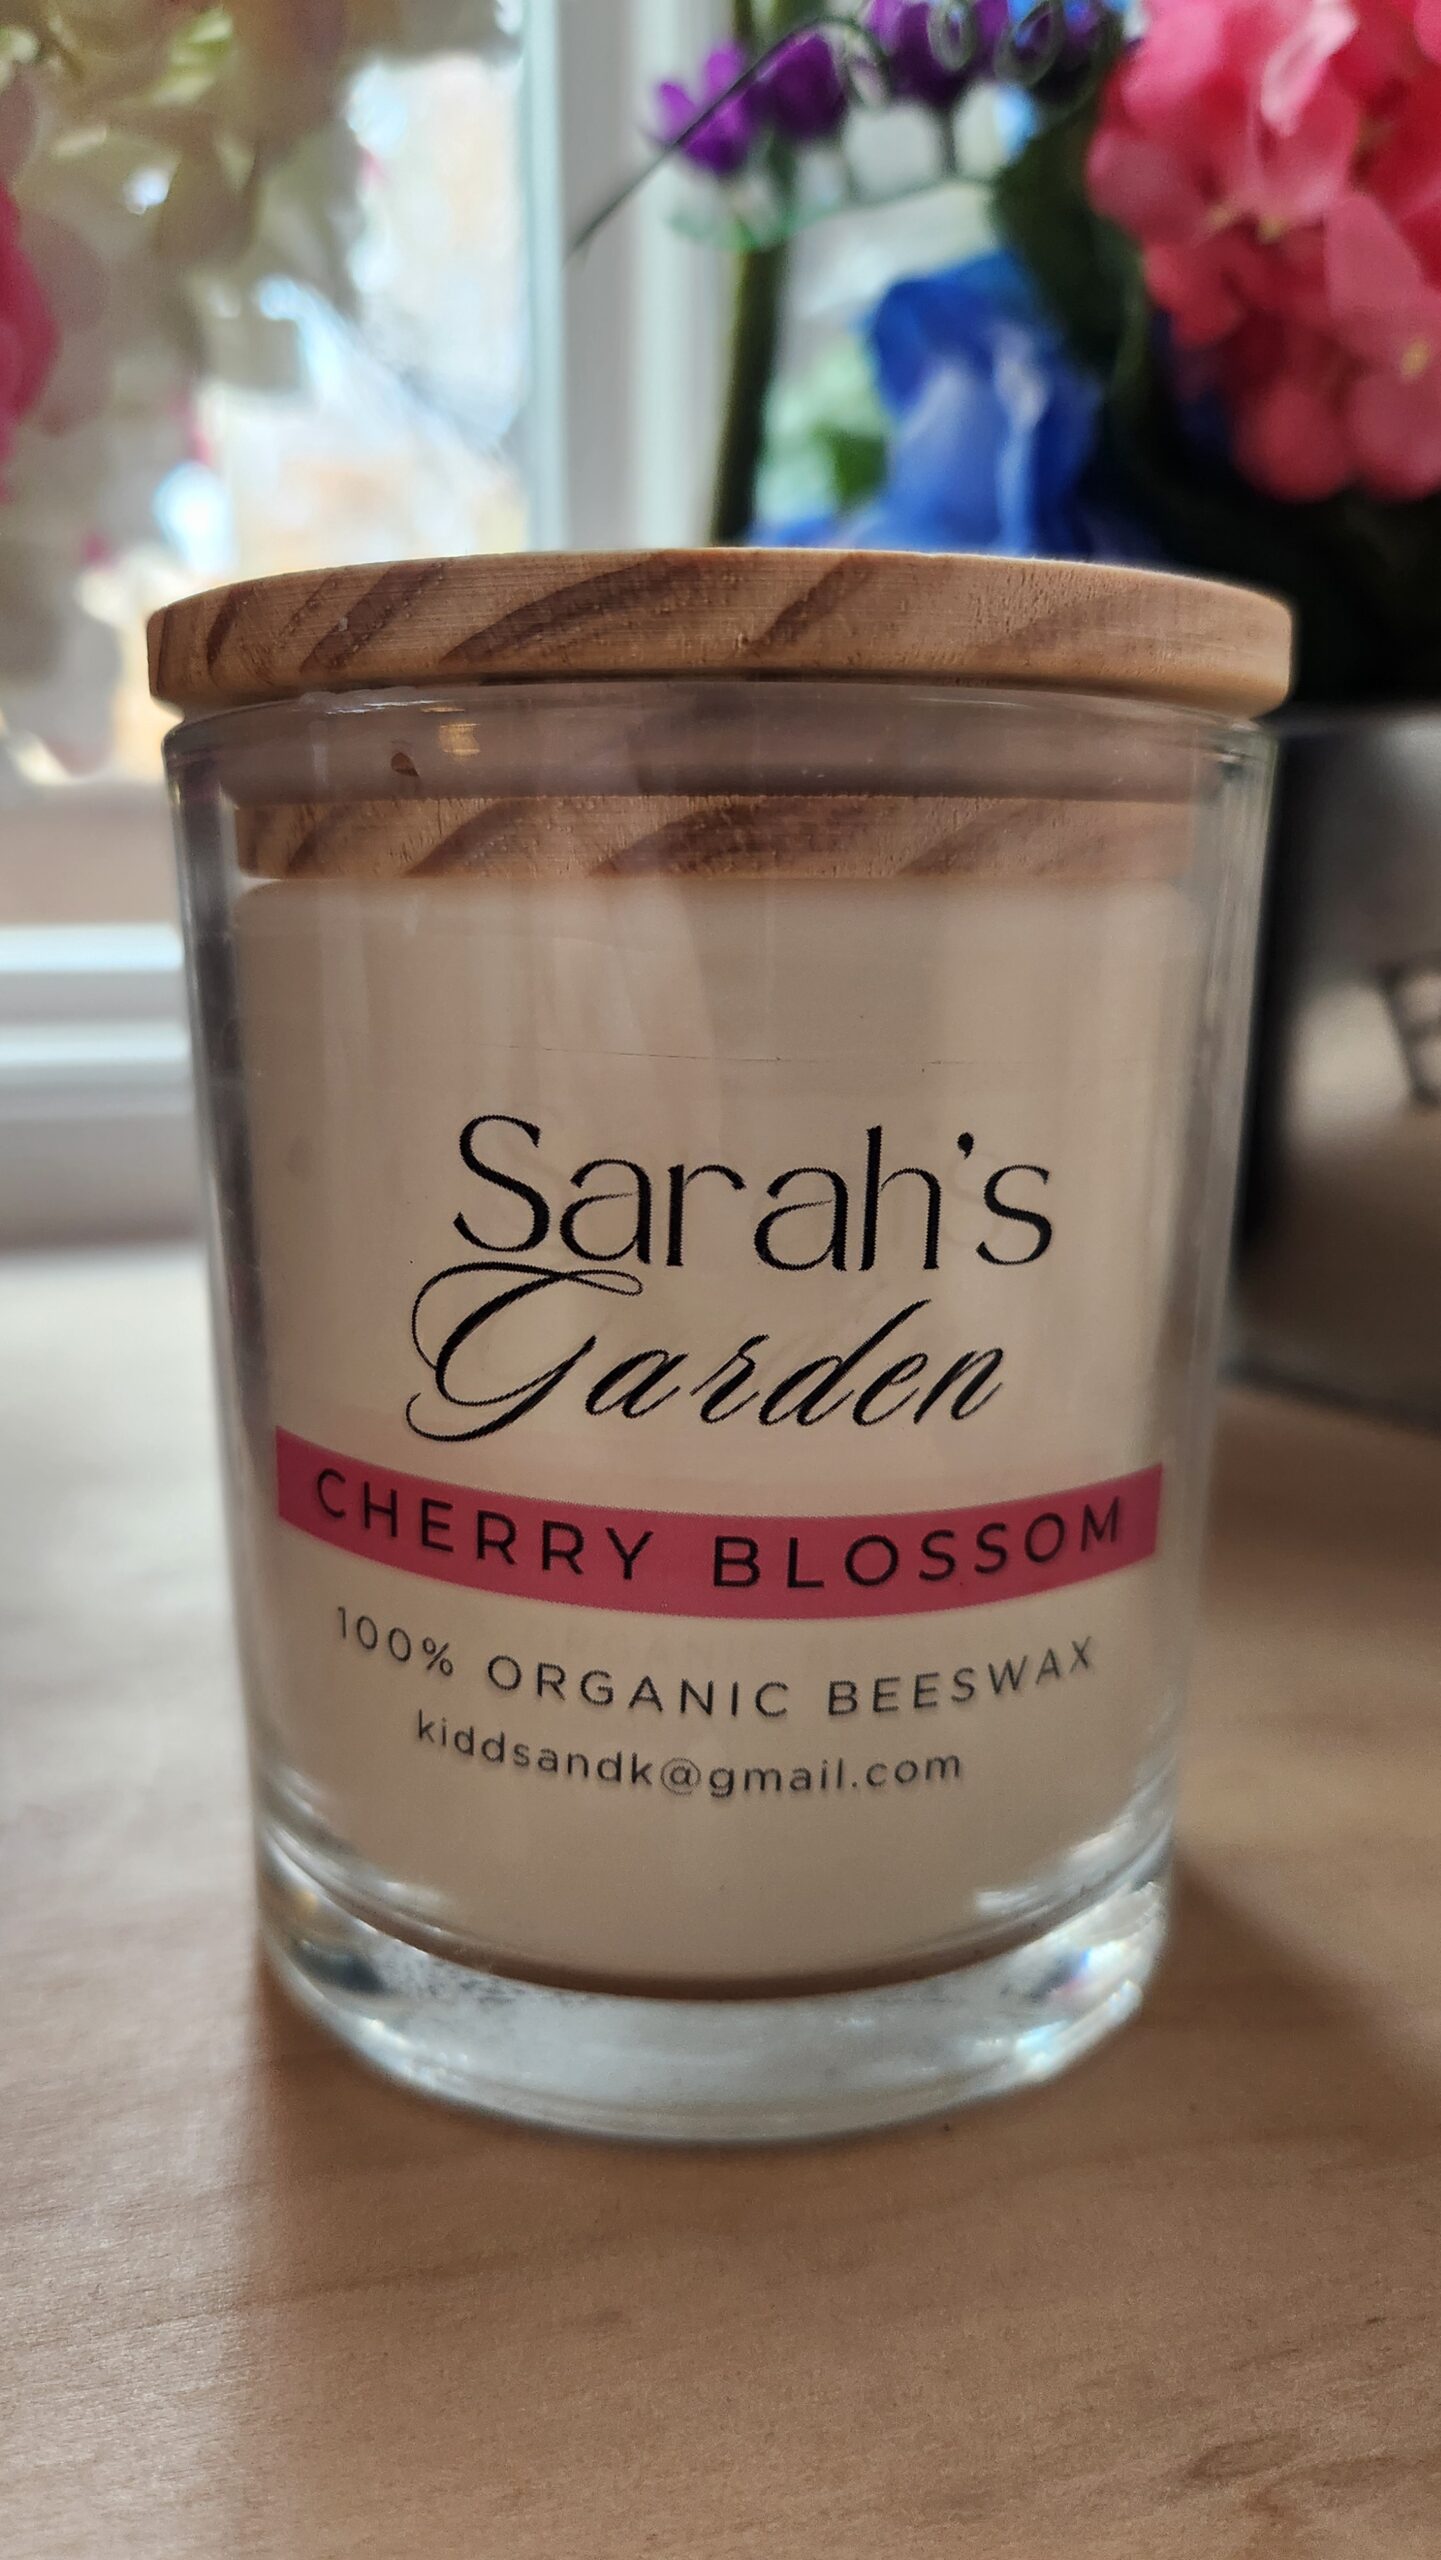 Sarah's
Garden
CHERRY BLOSSOM
100% ORGANIC BEESWAX
kiddsandk@gmail.com